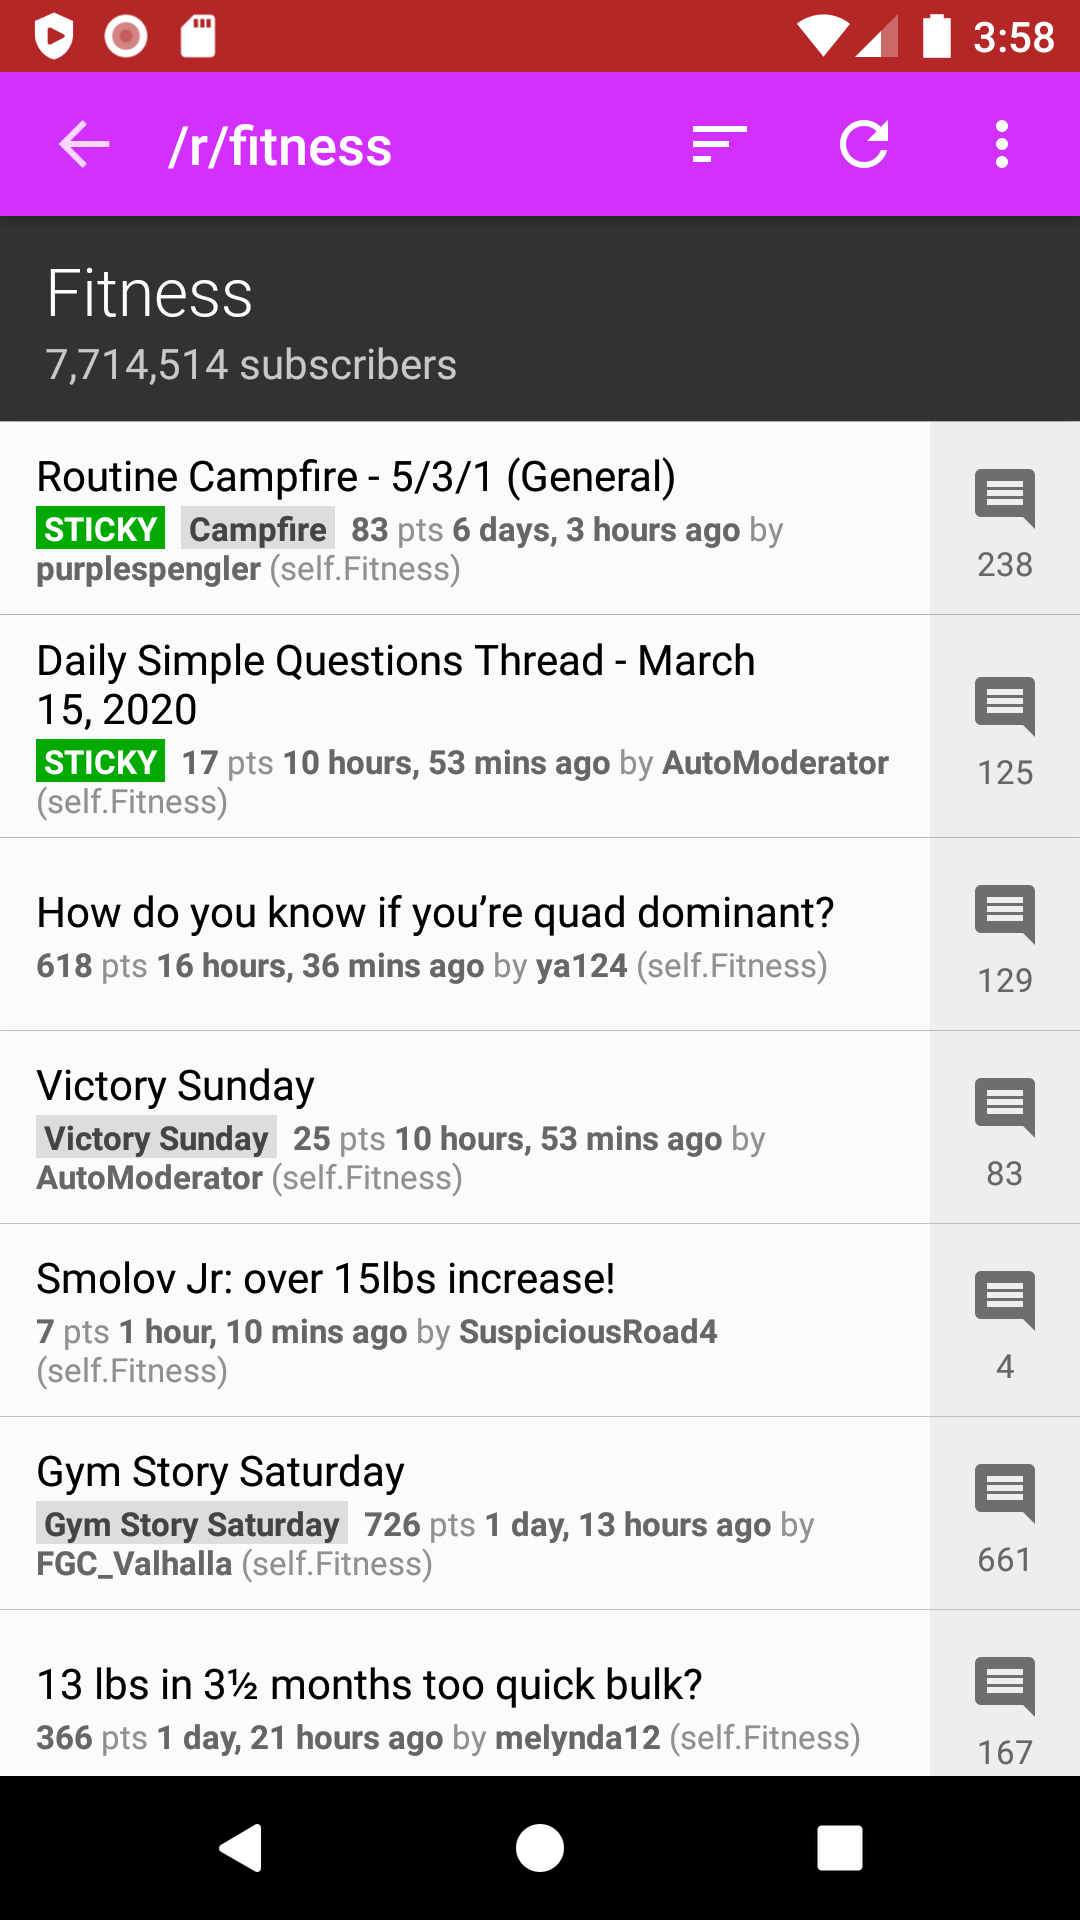 3:58
/r/fitness
Fitness
7,714,514 subscribers
Routine Campfire - 5/3/1 (General)
STICKY Campfire 83 pts 6 days, 3 hours ago by
purplespengler (self.Fitness)
238
Daily Simple Questions Thread - March
15, 2020
STICKY 17 pts 10 hours, 53 mins ago by AutoModerator
(self.Fitness)
125
How do you know if you’re quad dominant?
618 pts 16 hours, 36 mins ago by ya124 (self.Fitness)
129
Victory Sunday
Victory Sunday 25 pts 10 hours, 53 mins ago by
AutoModerator (self.Fitness)
83
Smolov Jr: over 15lbs increase!
7 pts 1 hour, 10 mins ago by SuspiciousRoad4
(self.Fitness)
4
Gym Story Saturday
Gym Story Saturday 726 pts 1 day, 13 hours ago by
FGC_Valhalla (self.Fitness)
661
13 lbs in 3½ months too quick bulk?
366 pts 1 day, 21 hours ago by melynda12 (self.Fitness)
167